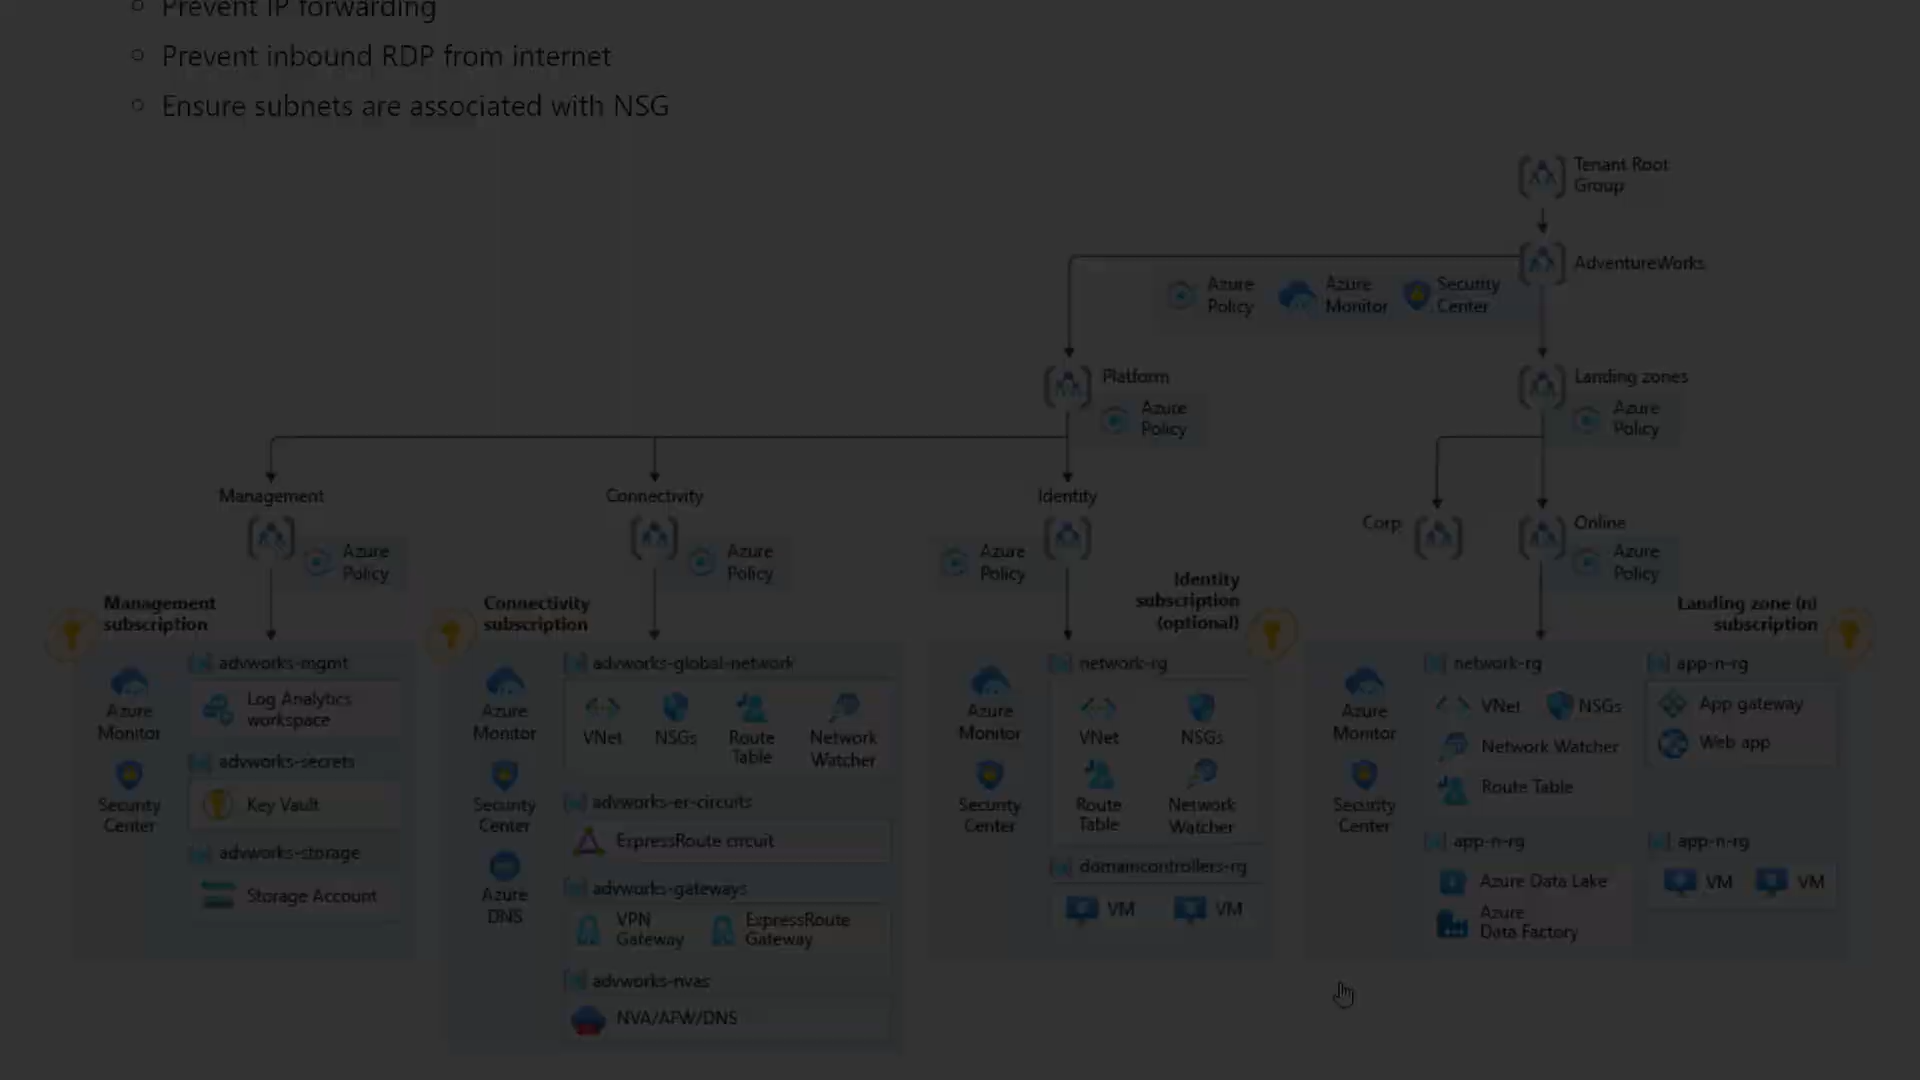 Prevent IP forwarding
Prevent inbound RDP from internet
Ensure subnets are associated with NSG
Tenant Root
Group
AdventureWorks
Azure
Policy
Azure
Monitor
Security
Center
Platform
Azure
Policy
Landing zones
Azure
Policy
Management
Azure
Policy
Connectivity
Azure
Policy
Identity
Azure
Policy
Corp
Online
Azure
Policy
Management
subscription
Connectivity
subscription
Identity
subscription
(optional)
Landing zone (n)
subscription
Azure
Monitor
Security
Center
advworks-mgmt
Log Analytics
workspace
advworks-secrets
Key Vault
advworks-storage
Storage Account
Azure
Monitor
Security
Center
Azure
DNS
advworks-global-network
VNet
NSGs
Route
Table
Network
Watcher
advworks-er-circuits
ExpressRoute circuit
advworks-gateways
VPN
Gateway
ExpressRoute
Gateway
advworks-nvas
NVA/AFW/DNS
Azure
Monitor
Security
Center
network-rg
VNet
NSGs
Route
Table
Network
Watcher
domaincontrollers-rg
VM
VM
Azure
Monitor
Security
Center
network-rg
VNet
NSGs
Network Watcher
Route Table
app-n-rg
App gateway
Web app
app-n-rg
Azure Data Lake
Azure
Data Factory
app-n-rg
VM
VM